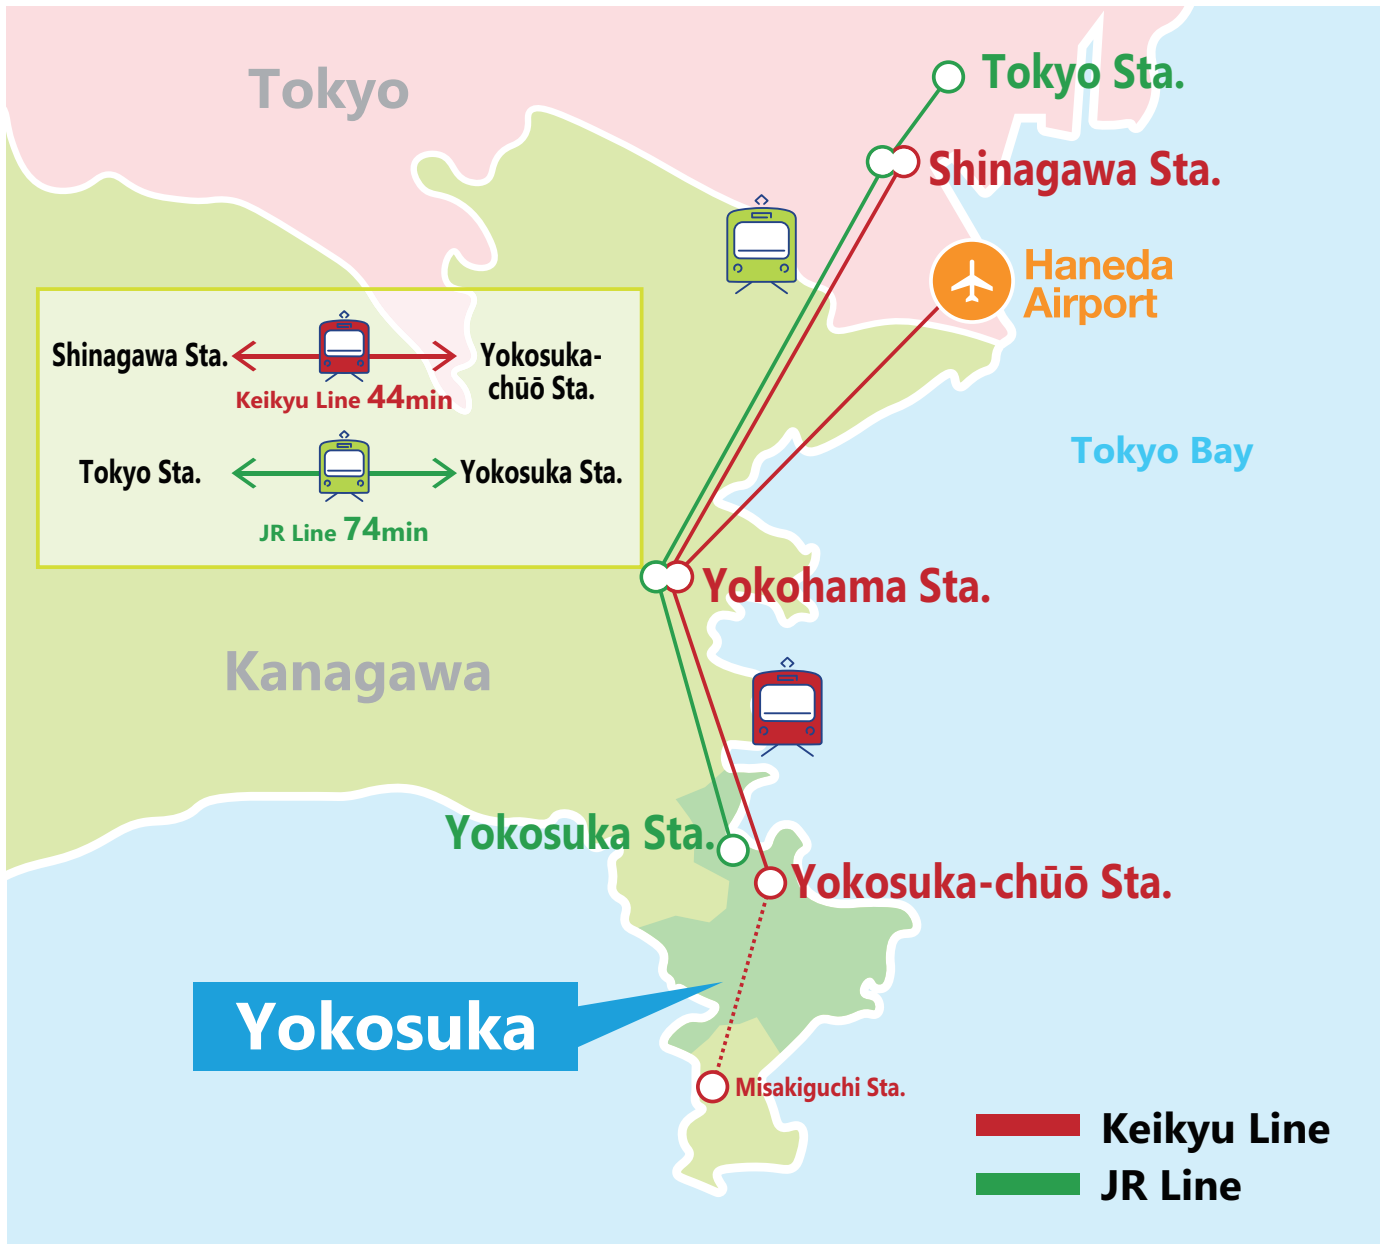 Tokyo
Tokyo Sta.
Shinagawa Sta.
Haneda
Airport
Shinagawa Sta.
Yokosuka-
chūō Sta.
Keikyu Line 44min
Tokyo Sta.
Yokosuka Sta.
JR Line 74min
Tokyo Bay
Yokohama Sta.
Kanagawa
Yokosuka Sta.
Yokosuka-chūō Sta.
Yokosuka
Misakiguchi Sta.
Keikyu Line
JR Line